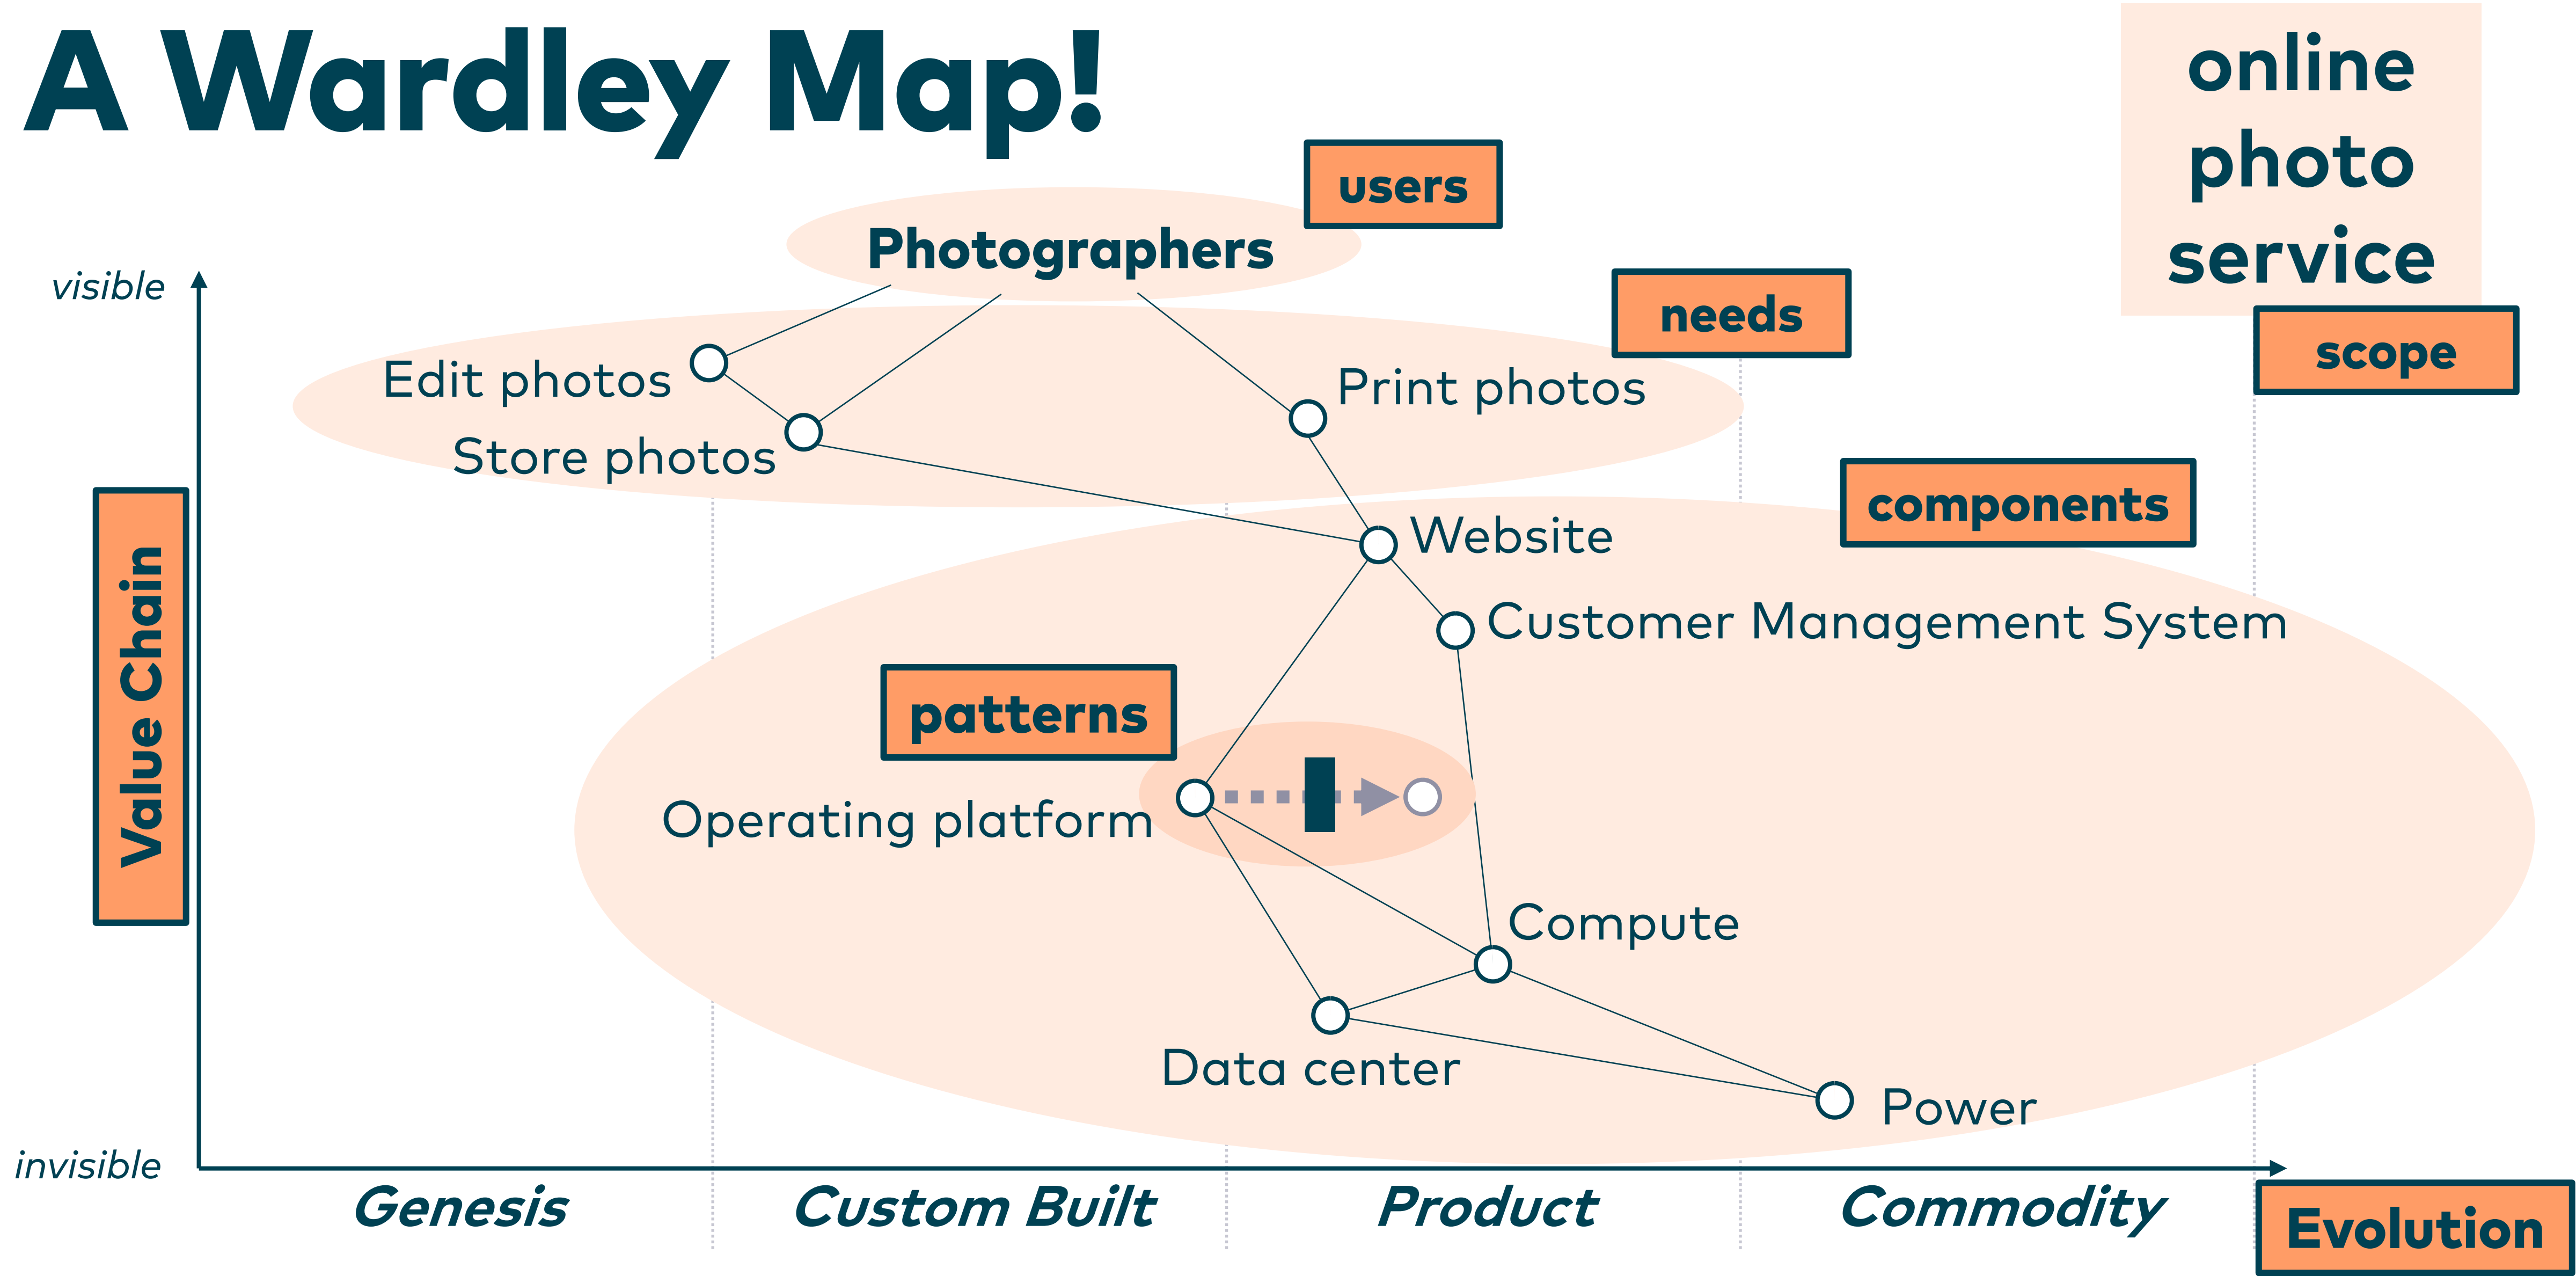 A Wardley Map!
online
photo
service
users
Photographers
visible
needs
scope
Edit photos
Print photos
Store photos
components
Website
Value Chain
Customer Management System
patterns
Operating platform
Compute
Data center
Power
invisible
Genesis
Custom Built
Product
Commodity
Evolution